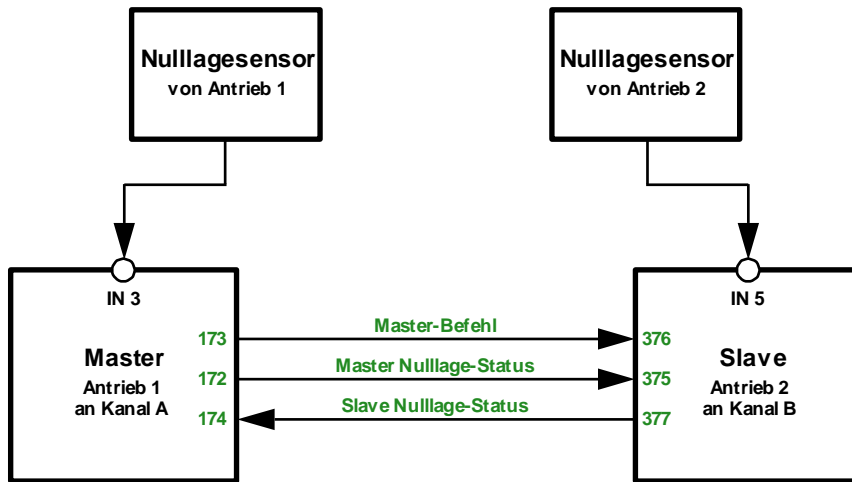 Nulllagesensor
von Antrieb 1
Nulllagesensor
von Antrieb 2
IN 3
IN 5
173
Master-Befehl
376
Master
Antrieb 1
an Kanal A
172
Master Nulllage-Status
375
Slave
Antrieb 2
an Kanal B
174
Slave Nulllage-Status
377